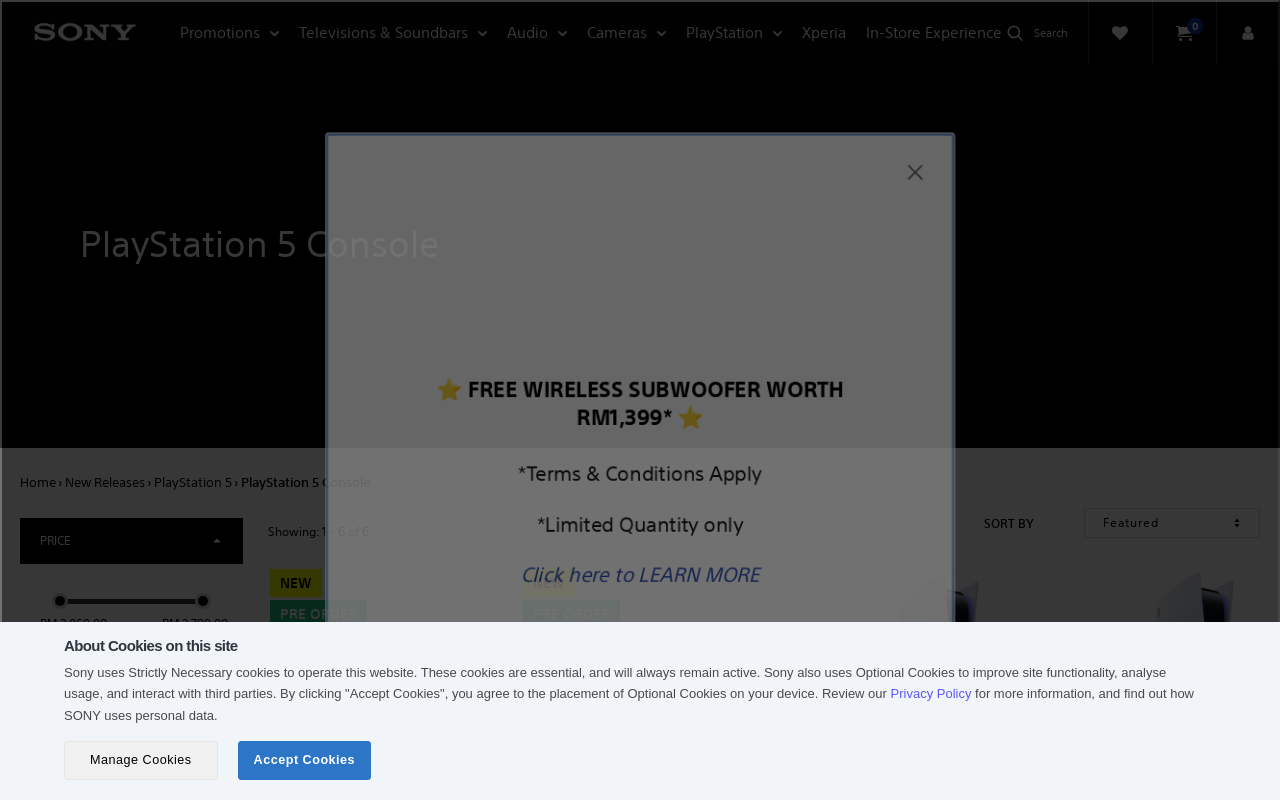 SONY
Promotions
Televisions & Soundbars
Audio
Cameras
PlayStation
Xperia
In-Store Experience
Search
0
PlayStation 5 Console
⭐ FREE WIRELESS SUBWOOFER WORTH
RM1,399* ⭐
*Terms & Conditions Apply
*Limited Quantity only
Click here to LEARN MORE
Home › New Releases › PlayStation 5 › PlayStation 5 Console
PRICE
Showing: 1 - 6 of 6
SORT BY
Featured
NEW
PRE ORDER
NEW
PRE ORDER
About Cookies on this site
Sony uses Strictly Necessary cookies to operate this website. These cookies are essential, and will always remain active. Sony also uses Optional Cookies to improve site functionality, analyse
usage, and interact with third parties. By clicking "Accept Cookies", you agree to the placement of Optional Cookies on your device. Review our Privacy Policy for more information, and find out how
SONY uses personal data.
Manage Cookies
Accept Cookies